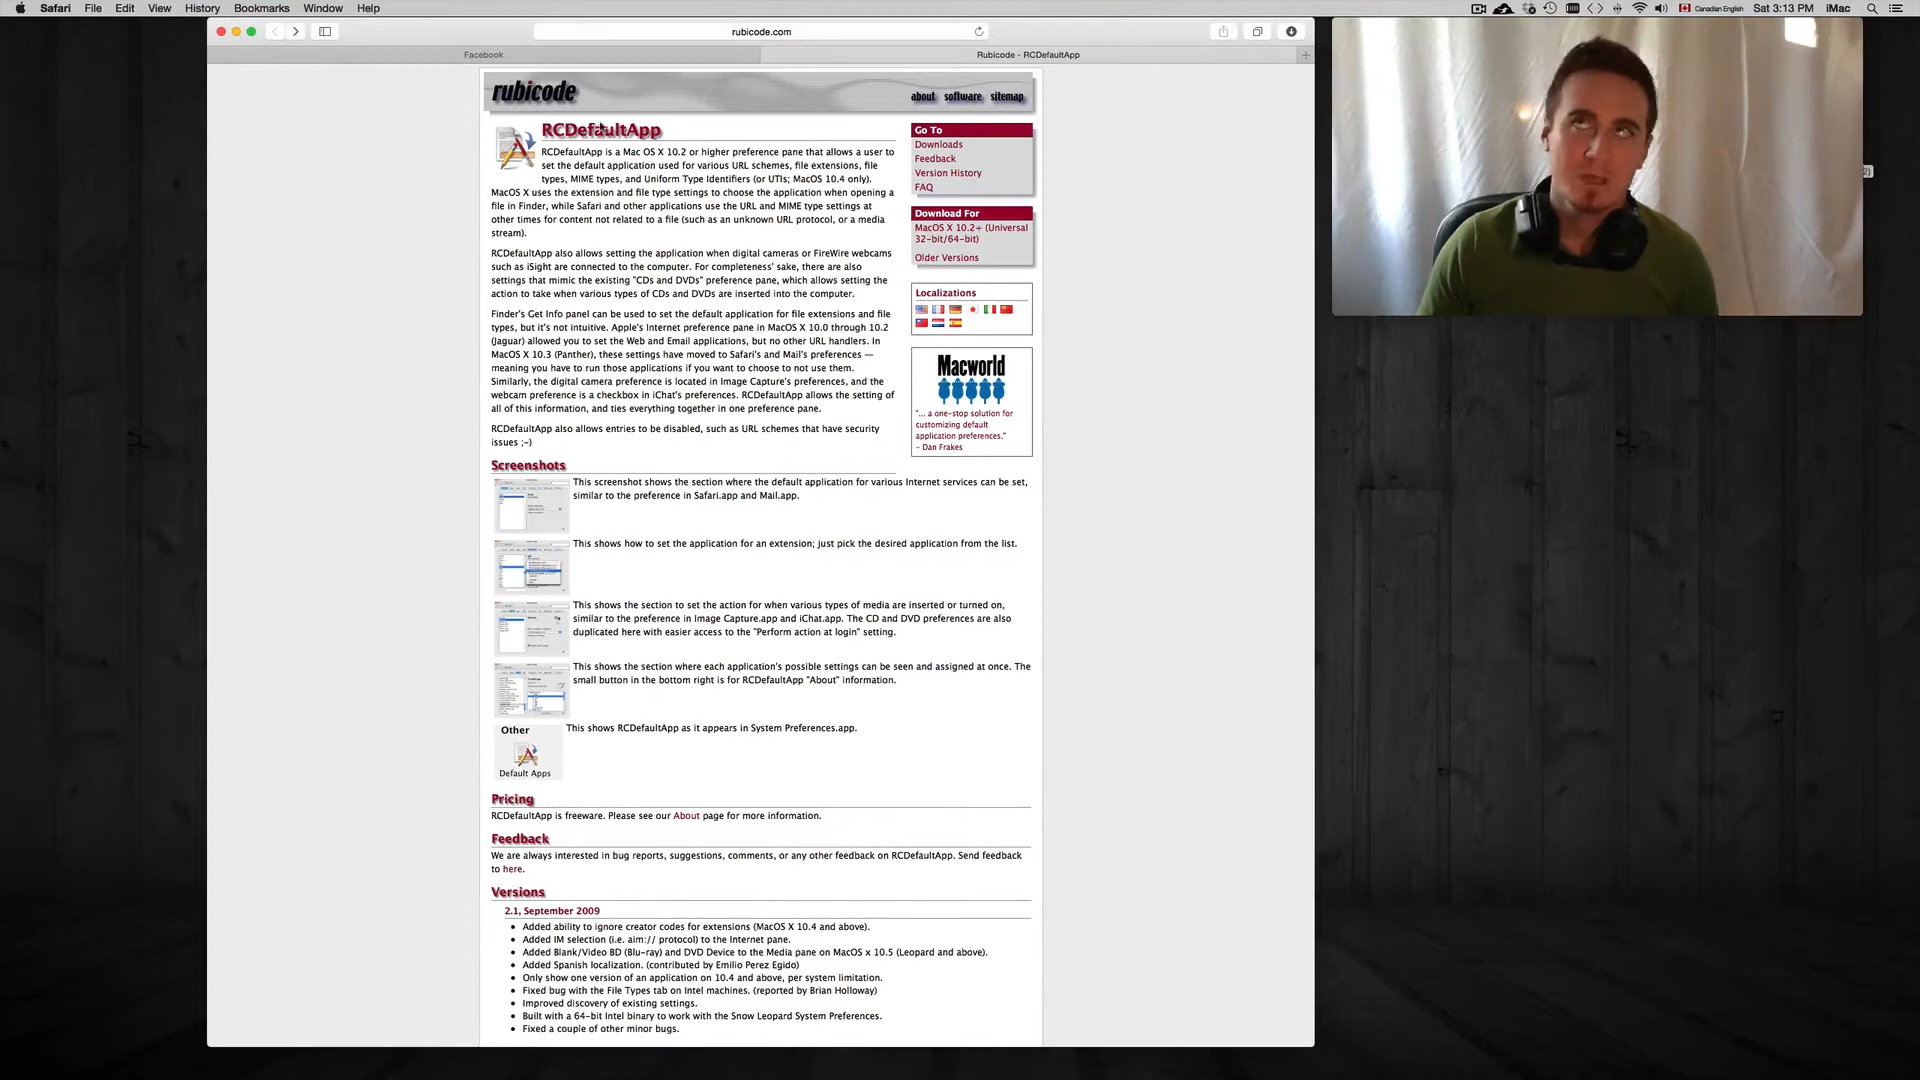 Safari File Edit View History Bookmarks Window Help
Canadian English Sat 3:13 PM iMac
rubicode.com
Facebook
Rubicode - RCDefaultApp
rubicode
about software sitemap
RCDefaultApp
RCDefaultApp is a Mac OS X 10.2 or higher preference pane that allows a user to
set the default application used for various URL schemes, file extensions, file
types, MIME types, and Uniform Type Identifiers (or UTIs; MacOS 10.4 only).
MacOS X uses the extension and file type settings to choose the application when opening a
file in Finder, while Safari and other applications use the URL and MIME type settings at
other times for content not related to a file (such as an unknown URL protocol, or a media
stream).
RCDefaultApp also allows setting the application when digital cameras or FireWire webcams
such as iSight are connected to the computer. For completeness' sake, there are also
settings that mimic the existing "CDs and DVDs" preference pane, which allows setting the
action to take when various types of CDs and DVDs are inserted into the computer.
Finder's Get Info panel can be used to set the default application for file extensions and file
types, but it's not intuitive. Apple's Internet preference pane in MacOS X 10.0 through 10.2
(Jaguar) allowed you to set the Web and Email applications, but no other URL handlers. In
MacOS X 10.3 (Panther), these settings have moved to Safari's and Mail's preferences —
meaning you have to run those applications if you want to choose to not use them.
Similarly, the digital camera preference is located in Image Capture's preferences, and the
webcam preference is a checkbox in iChat's preferences. RCDefaultApp allows the setting of
all of this information, and ties everything together in one preference pane.
RCDefaultApp also allows entries to be disabled, such as URL schemes that have security
issues ;-)
Go To
Downloads
Feedback
Version History
FAQ
Download For
MacOS X 10.2+ (Universal
32-bit/64-bit)
Older Versions
Localizations
Macworld
"... a one-stop solution for
customizing default
application preferences."
– Dan Frakes
Screenshots
This screenshot shows the section where the default application for various Internet services can be set,
similar to the preference in Safari.app and Mail.app.
This shows how to set the application for an extension; just pick the desired application from the list.
This shows the section to set the action for when various types of media are inserted or turned on,
similar to the preference in Image Capture.app and iChat.app. The CD and DVD preferences are also
duplicated here with easier access to the "Perform action at login" setting.
This shows the section where each application's possible settings can be seen and assigned at once. The
small button in the bottom right is for RCDefaultApp "About" information.
Other
Default Apps
This shows RCDefaultApp as it appears in System Preferences.app.
Pricing
RCDefaultApp is freeware. Please see our About page for more information.
Feedback
We are always interested in bug reports, suggestions, comments, or any other feedback on RCDefaultApp. Send feedback
to here.
Versions
2.1, September 2009
Added ability to ignore creator codes for extensions (MacOS X 10.4 and above).
Added IM selection (i.e. aim:// protocol) to the Internet pane.
Added Blank/Video BD (Blu-ray) and DVD Device to the Media pane on MacOS x 10.5 (Leopard and above).
Added Spanish localization. (contributed by Emilio Perez Egido)
Only show one version of an application on 10.4 and above, per system limitation.
Fixed bug with the File Types tab on Intel machines. (reported by Brian Holloway)
Improved discovery of existing settings.
Built with a 64-bit Intel binary to work with the Snow Leopard System Preferences.
Fixed a couple of other minor bugs.